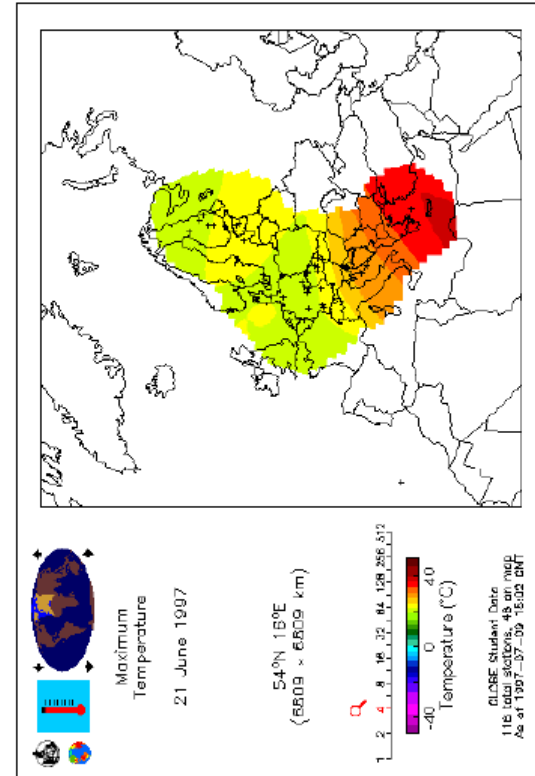 Maximum
Temperature
21 June 1997
54°N 16°E
(6809 x 6809 km)
1 2 4 8 16 32 64 128 256 512
-40 0 40
Temperature (°C)
GLOBE Student Data
116 total stations, 46 on map
As of 1997-07-09 15:02 GMT